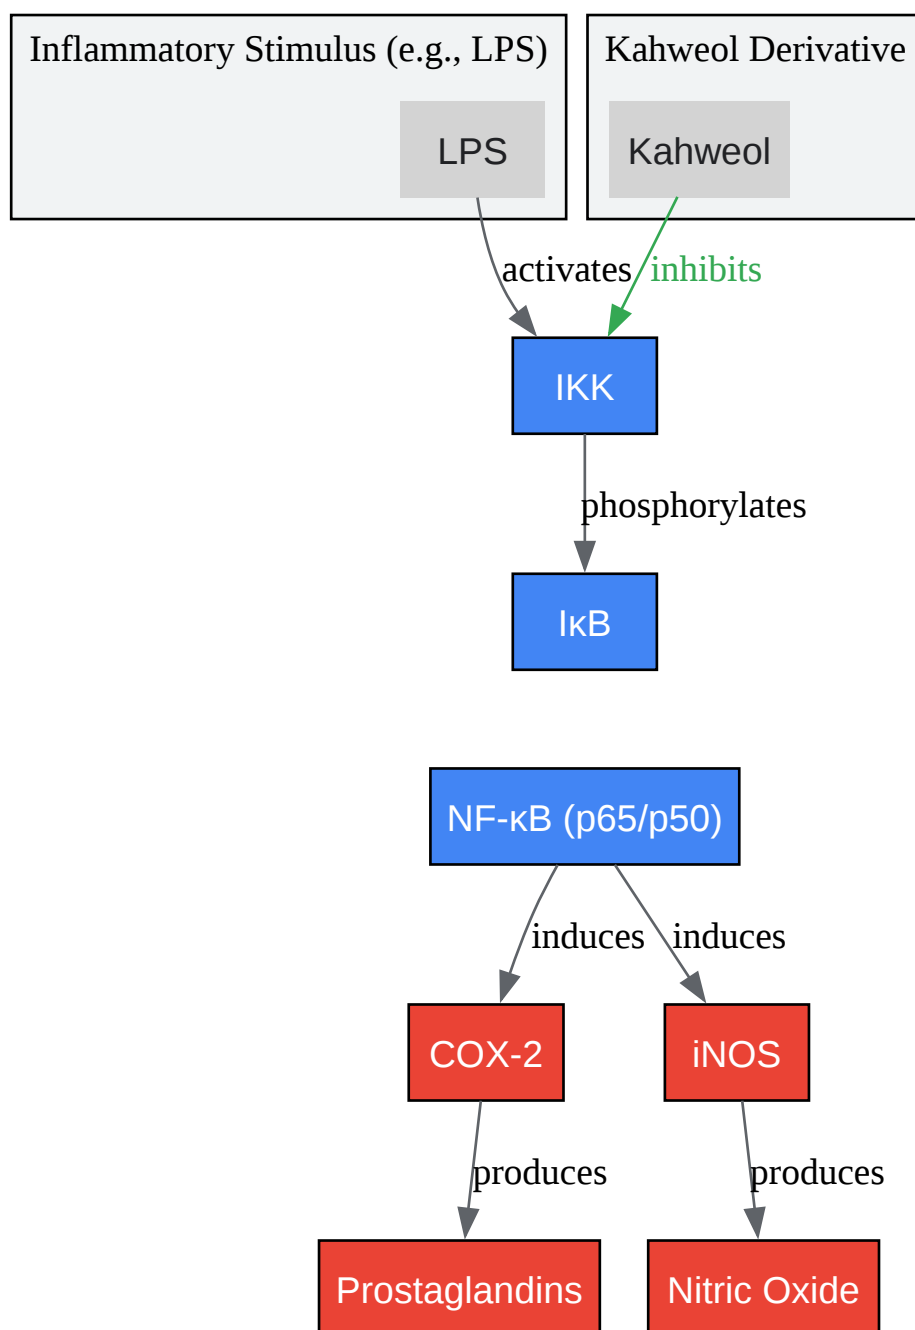 Inflammatory Stimulus (e.g., LPS)
Kahweol Derivative
LPS
Kahweol
activates
inhibits
IKK
phosphorylates
IκB
NF-κB (p65/p50)
induces
induces
COX-2
iNOS
produces
produces
Prostaglandins
Nitric Oxide